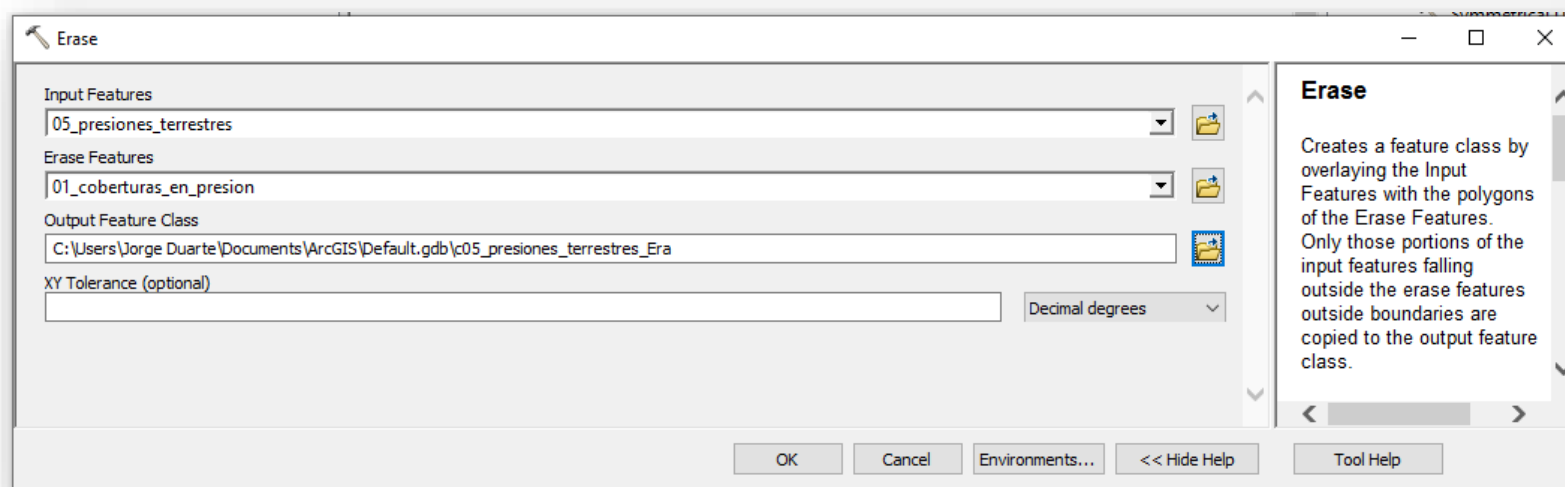 Symmetrical
Erase
Input Features
05_presiones_terrestres
Erase Features
01_coberturas_en_presion
Output Feature Class
C:\Users\Jorge Duarte\Documents\ArcGIS\Default.gdb\c05_presiones_terrestres_Era
XY Tolerance (optional)
Decimal degrees
Erase
Creates a feature class by
overlaying the Input
Features with the polygons
of the Erase Features.
Only those portions of the
input features falling
outside the erase features
outside boundaries are
copied to the output feature
class.
OK
Cancel
Environments...
<< Hide Help
Tool Help